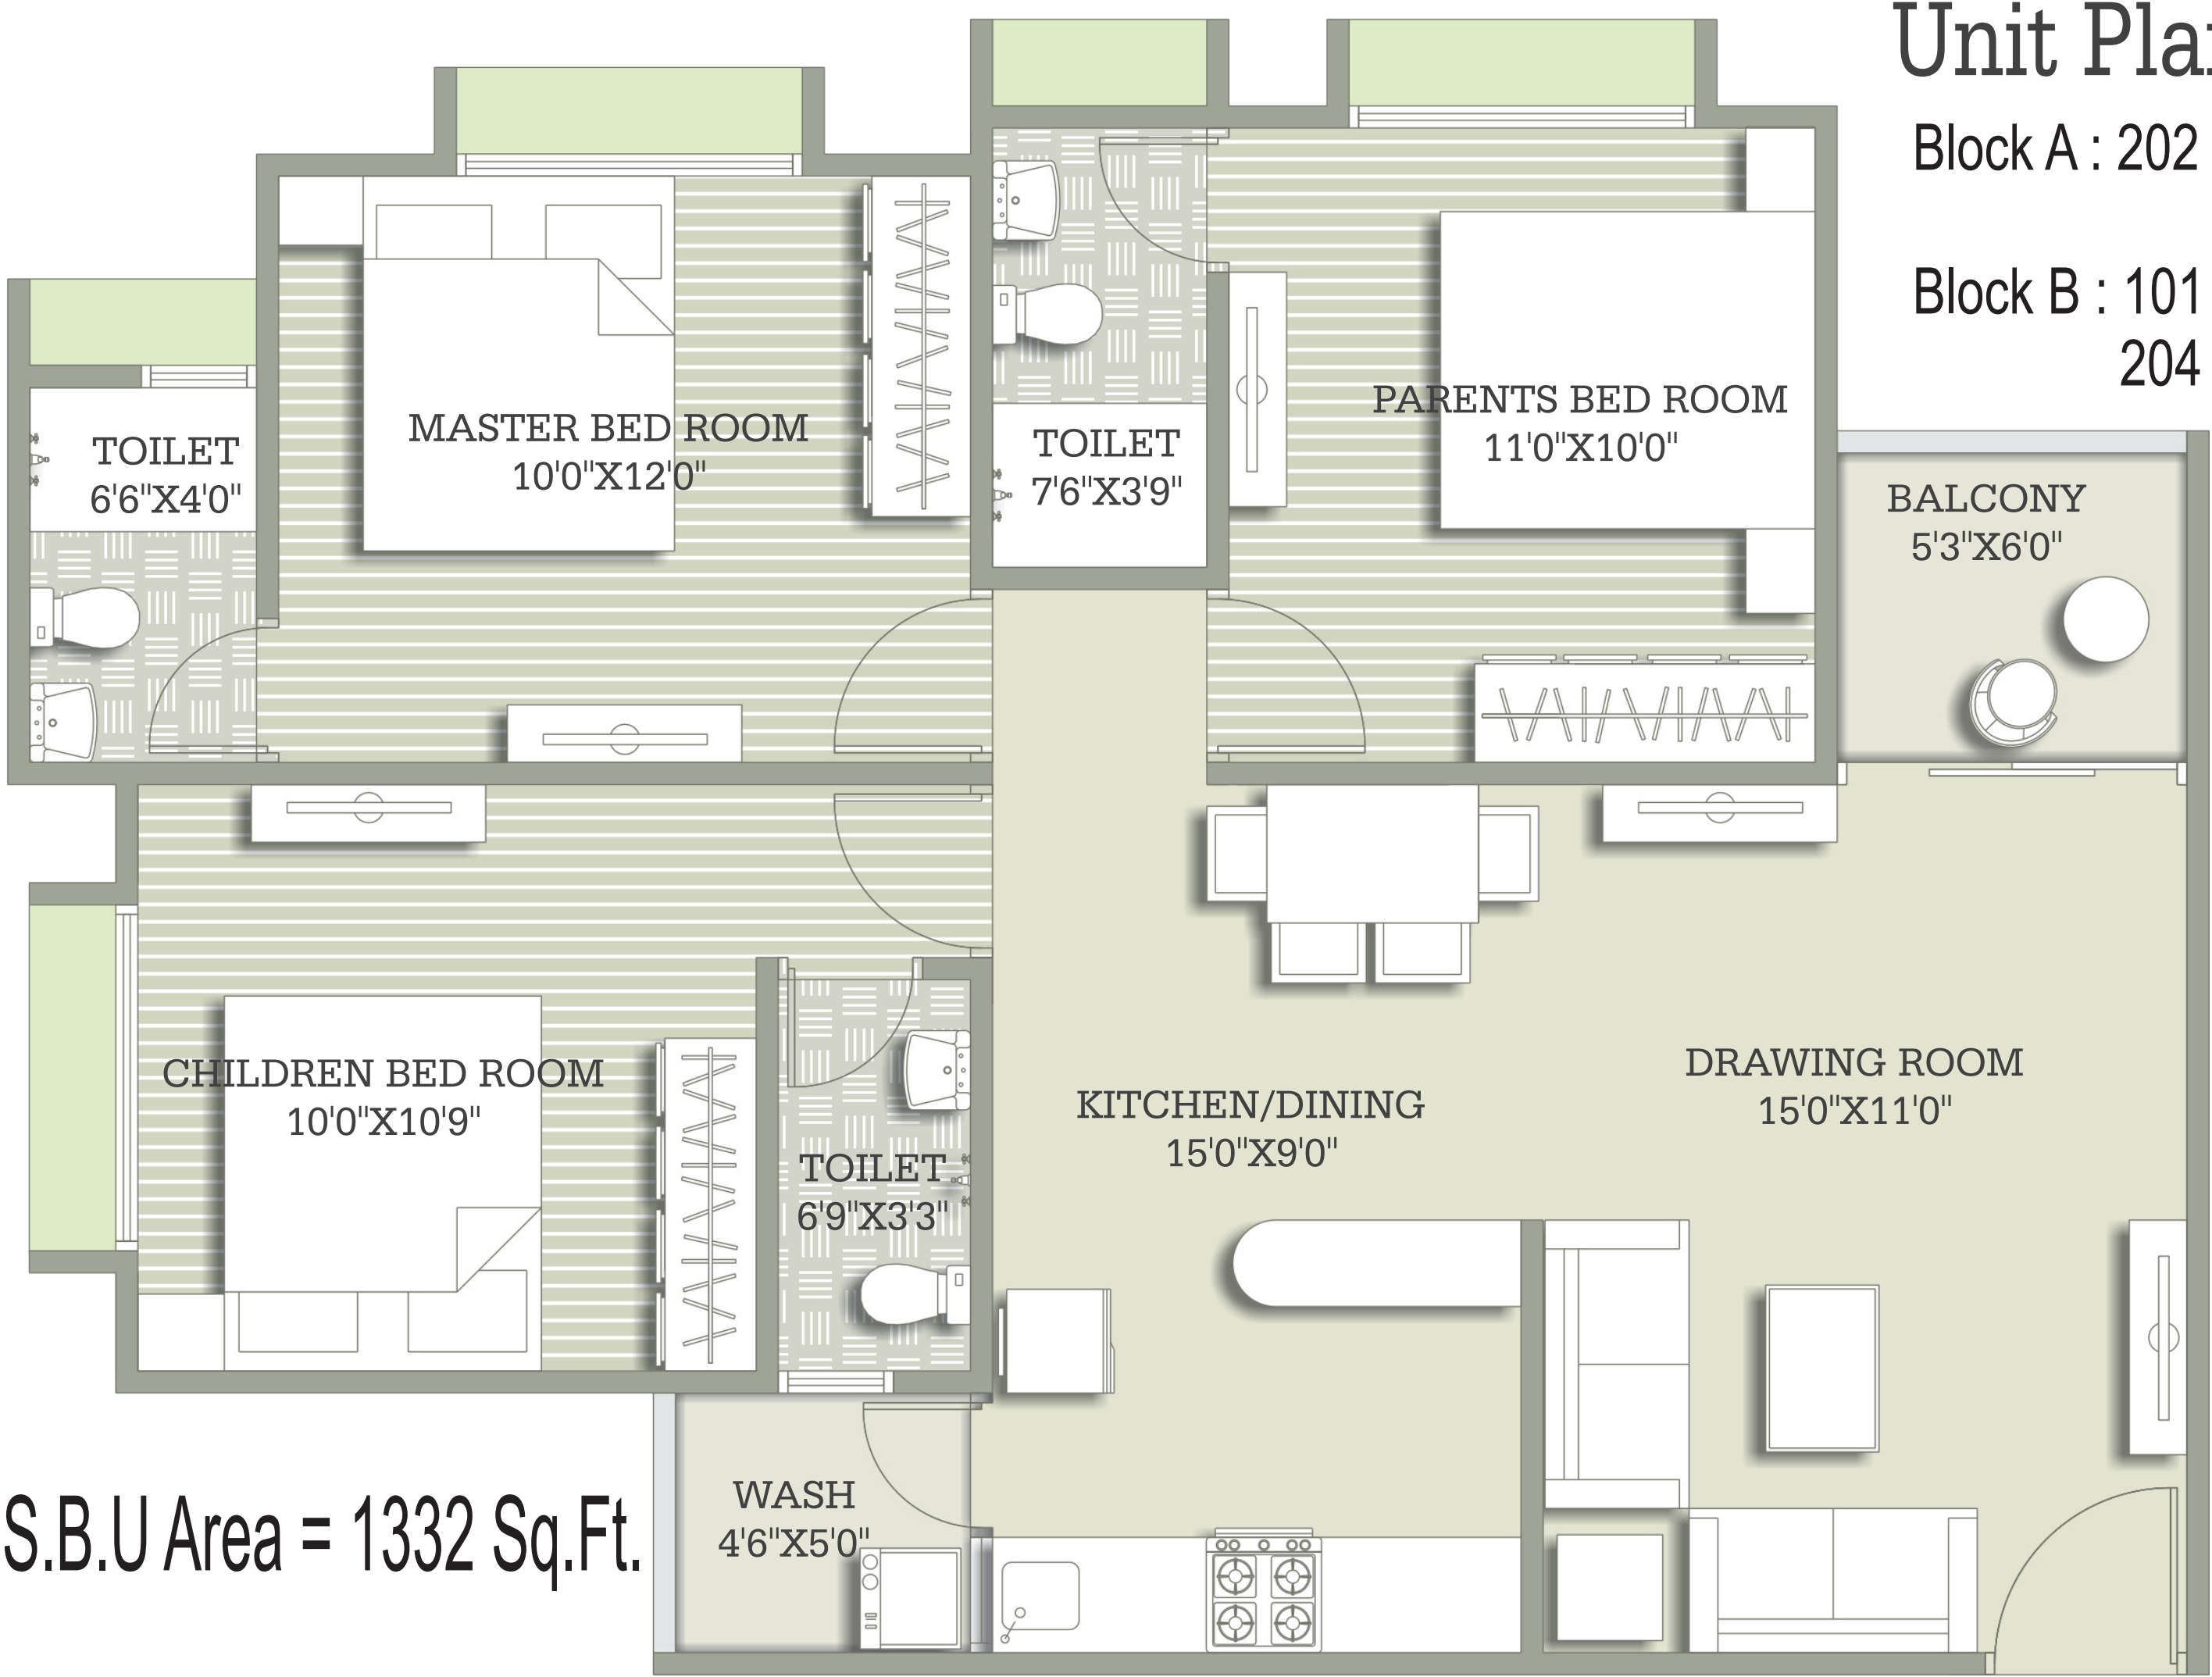 Unit Pla
Block A : 202
Block B : 101
204
MASTER BED ROOM
10'0"X12'0"
TOILET
6'6"X4'0"
TOILET
7'6"X3'9"
PARENTS BED ROOM
11'0"X10'0"
BALCONY
5'3"X6'0"
CHILDREN BED ROOM
10'0"X10'9"
TOILET
6'9"X3'3"
KITCHEN/DINING
15'0"X9'0"
DRAWING ROOM
15'0"X11'0"
WASH
4'6"X5'0"
S.B.U Area = 1332 Sq.Ft.